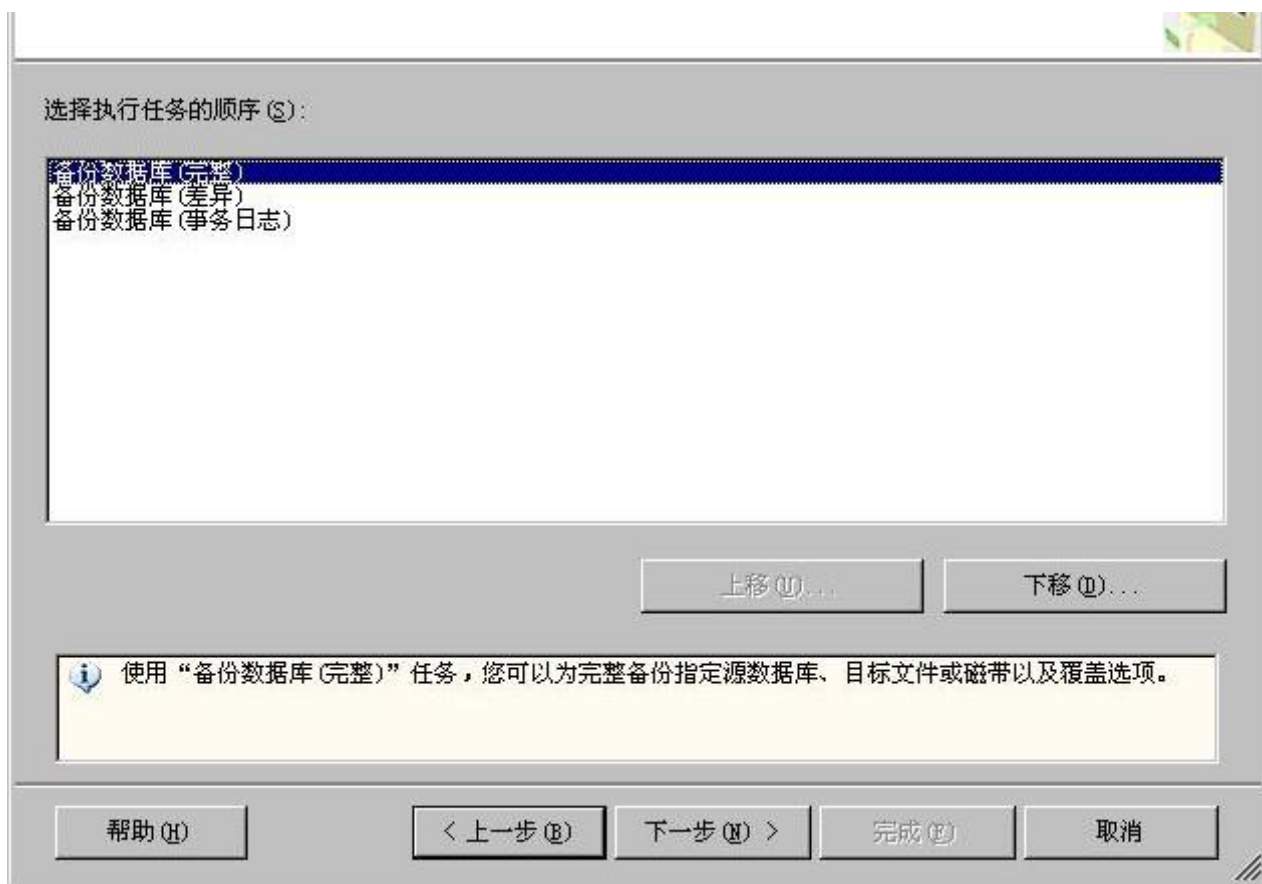 选择执行任务的顺序(S):
备份数据库(完整)
备份数据库(差异)
备份数据库(事务日志)
上移(U)...
下移(D)...
使用“备份数据库(完整)”任务，您可以为完整备份指定源数据库、目标文件或磁带以及覆盖选项。
帮助(H)
< 上一步(B)
下一步(N) >
完成(F)
取消